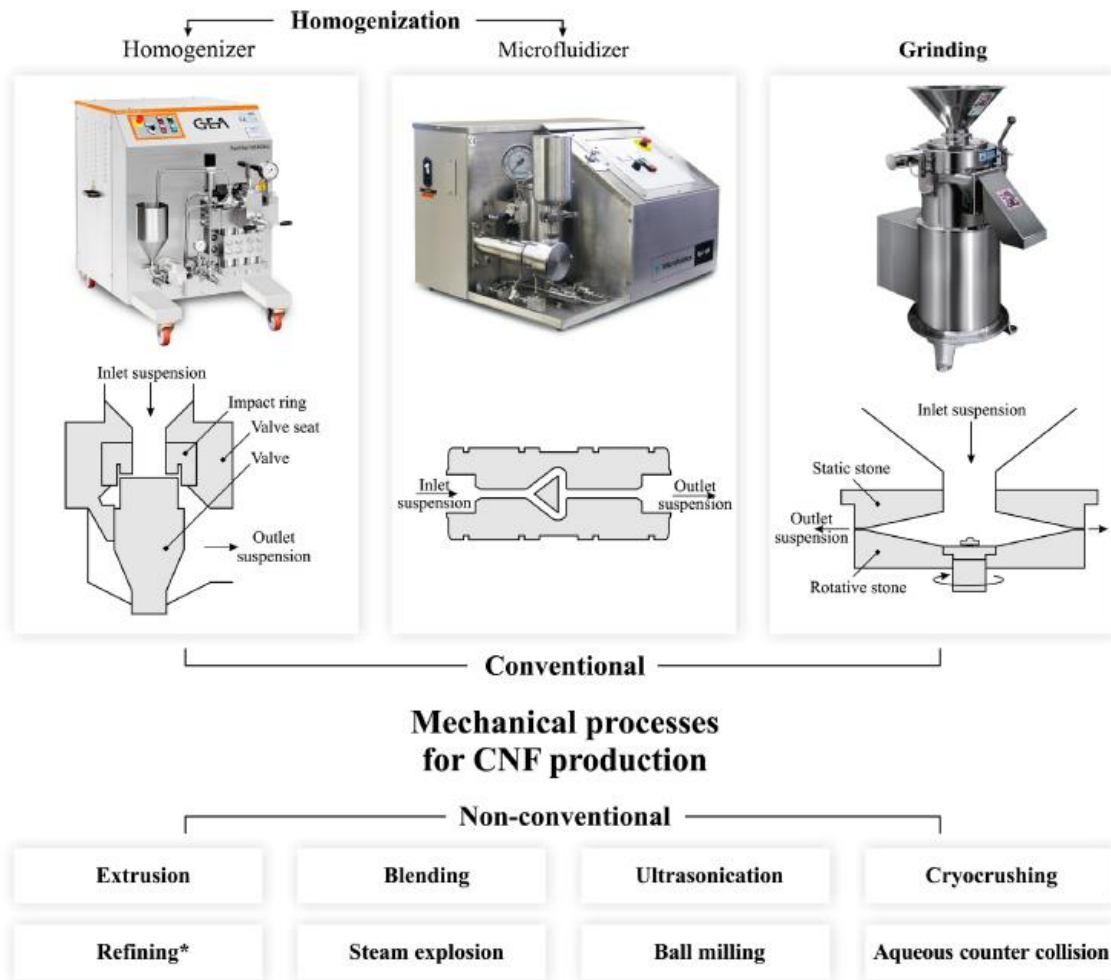 Homogenization
Homogenizer
Microfluidizer
Grinding
GEA
Inlet suspension
Impact ring
Valve seat
Valve
Outlet
suspension
Inlet
suspension
Outlet
suspension
Inlet suspension
Static stone
Outlet
suspension
Rotative stone
Conventional
Mechanical processes
for CNF production
Non-conventional
Extrusion
Blending
Ultrasonication
Cryocrushing
Refining*
Steam explosion
Ball milling
Aqueous counter collision